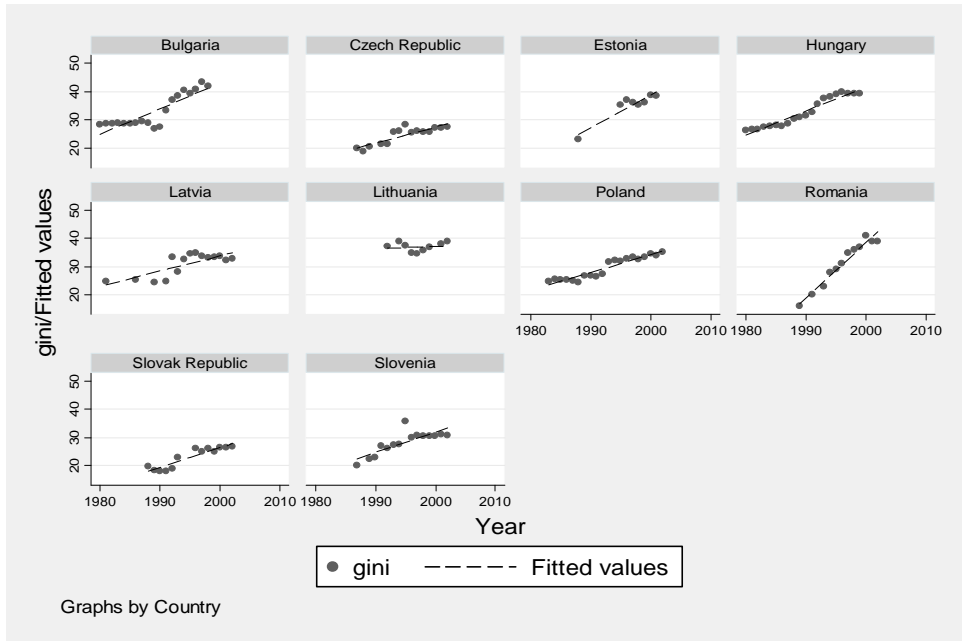 Bulgaria Czech Republic Estonia Hungary
50
40
30
20
Latvia Lithuania Poland Romania
50
40
30
20
1980 1990 2000 2010 1980 1990 2000 2010
Slovak Republic Slovenia
50
40
30
20
1980 1990 2000 2010 1980 1990 2000 2010
gini/Fitted values
Year
gini Fitted values
Graphs by Country